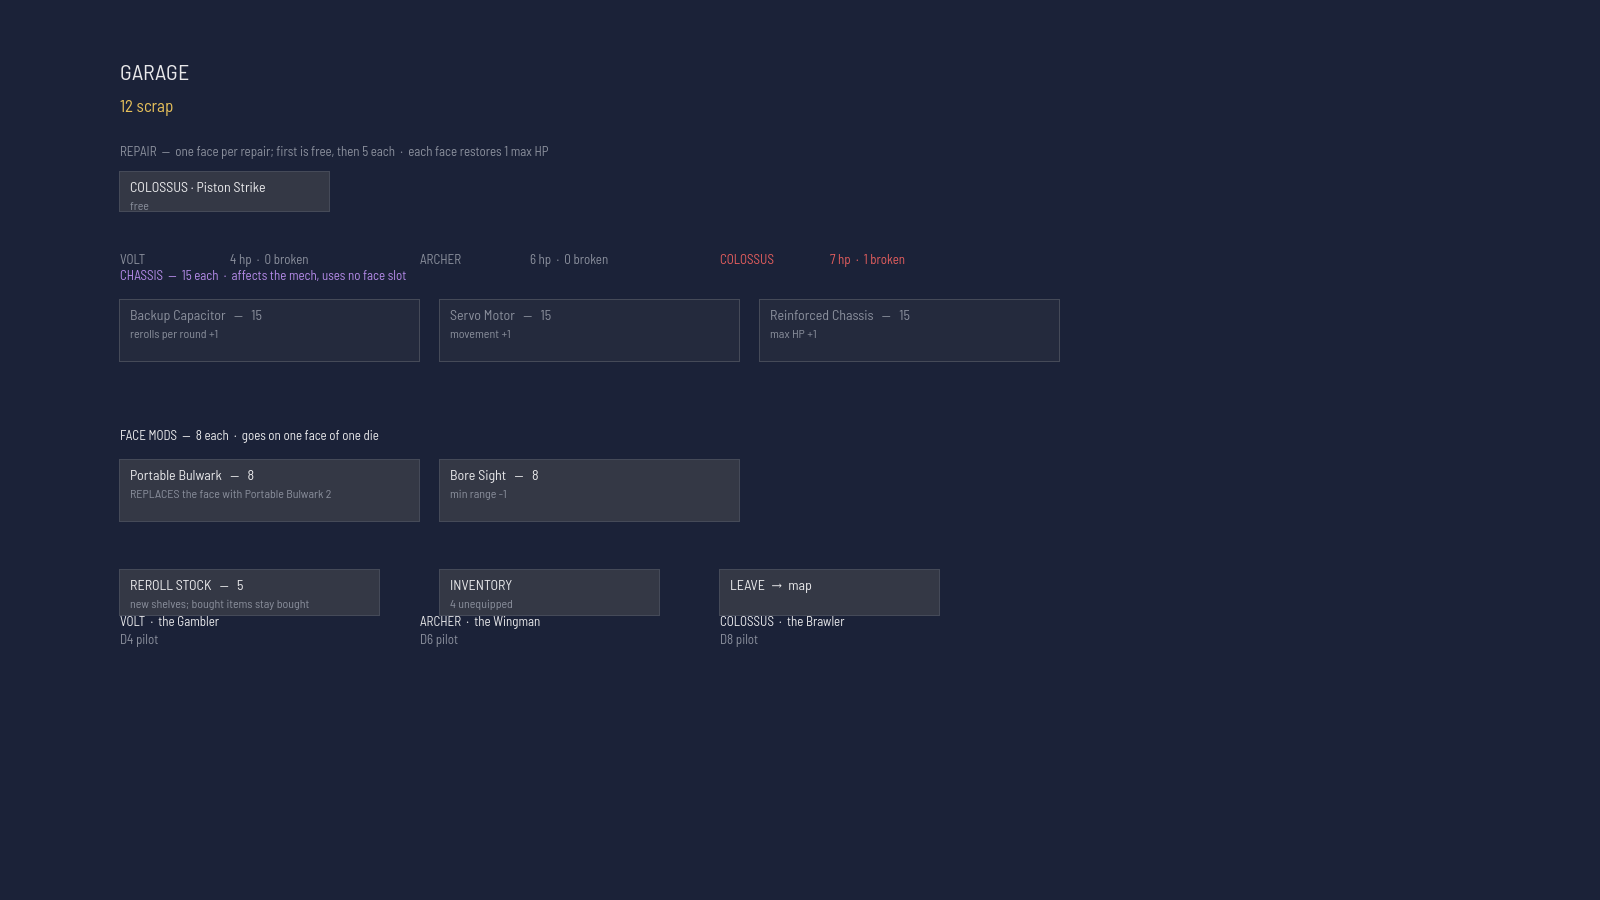 GARAGE
12 scrap
REPAIR — one face per repair; first is free, then 5 each · each face restores 1 max HP
COLOSSUS · Piston Strike
free
VOLT 4 hp · 0 broken ARCHER 6 hp · 0 broken COLOSSUS 7 hp · 1 broken
CHASSIS — 15 each · affects the mech, uses no face slot
Backup Capacitor — 15 Servo Motor — 15 Reinforced Chassis — 15
rerolls per round +1 movement +1 max HP +1
FACE MODS — 8 each · goes on one face of one die
Portable Bulwark — 8 Bore Sight — 8
REPLACES the face with Portable Bulwark 2 min range -1
REROLL STOCK — 5 INVENTORY LEAVE → map
new shelves; bought items stay bought 4 unequipped
VOLT · the Gambler ARCHER · the Wingman COLOSSUS · the Brawler
D4 pilot D6 pilot D8 pilot